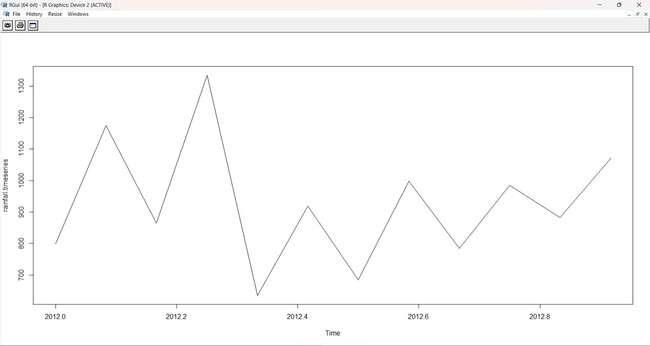 RGui (64-bit) - [R Graphics: Device 2 (ACTIVE)]
File History Resize Windows
1300
1200
1100
1000
900
800
700
rainfall.timeseries
2012.0 2012.2 2012.4 2012.6 2012.8
Time